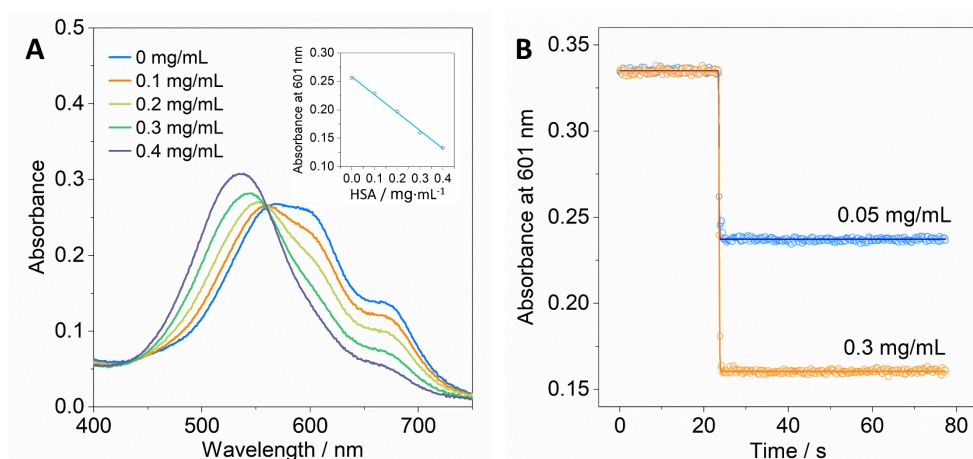 A
0.5
0.4
0.3
0.2
0.1
0.0
400
500
600
700
Wavelength / nm
Absorbance
0 mg/mL
0.1 mg/mL
0.2 mg/mL
0.3 mg/mL
0.4 mg/mL
0.30
0.25
0.20
0.15
0.10
0.0 0.1 0.2 0.3 0.4
HSA / mg·mL⁻¹
Absorbance at 601 nm
B
0.35
0.30
0.25
0.20
0.15
0
20
40
60
80
Time / s
Absorbance at 601 nm
0.05 mg/mL
0.3 mg/mL